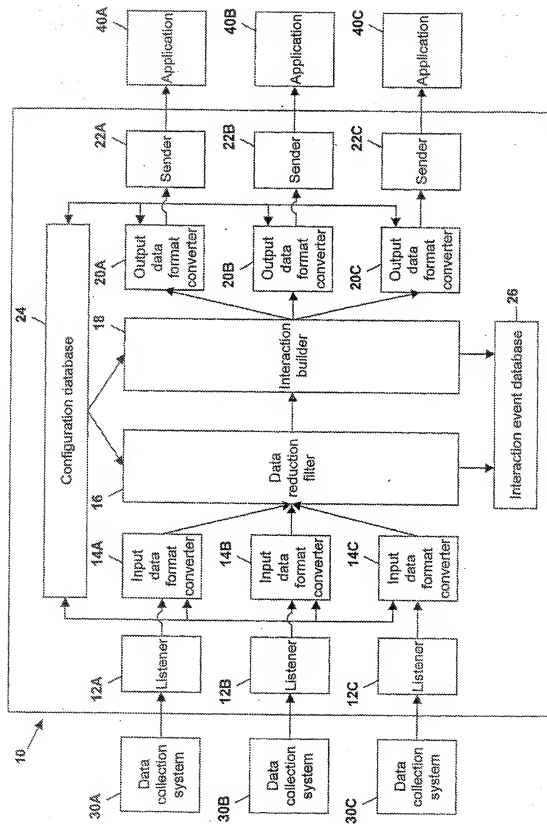 10
24
Configuration database
30A
Data
collection
system
12A
Listener
14A
Input
data
format
converter
16
Data
reduction
filter
18
Interaction
builder
20A
Output
data
format
converter
22A
Sender
40A
Application
30B
Data
collection
system
12B
Listener
14B
Input
data
format
converter
20B
Output
data
format
converter
22B
Sender
40B
Application
30C
Data
collection
system
12C
Listener
14C
Input
data
format
converter
20C
Output
data
format
converter
22C
Sender
40C
Application
26
Interaction event database